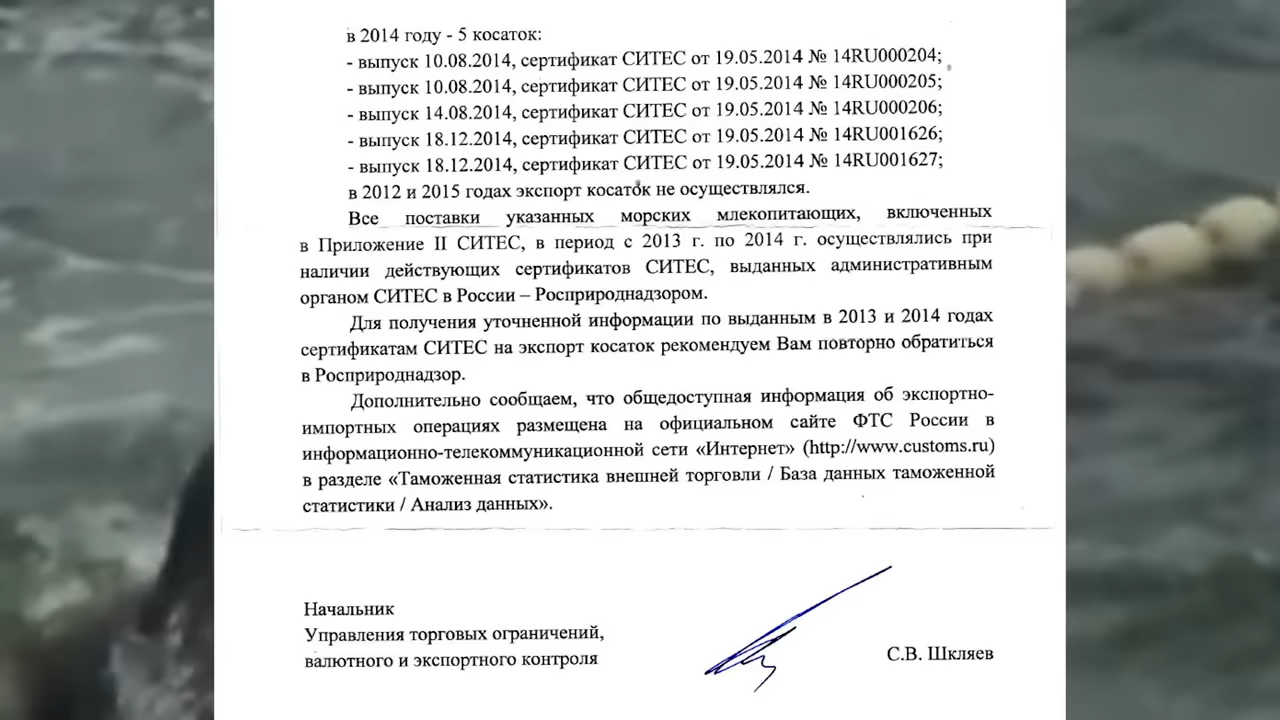 в 2014 году - 5 косаток:
- выпуск 10.08.2014, сертификат СИТЕС от 19.05.2014 № 14RU000204;
- выпуск 10.08.2014, сертификат СИТЕС от 19.05.2014 № 14RU000205;
- выпуск 14.08.2014, сертификат СИТЕС от 19.05.2014 № 14RU000206;
- выпуск 18.12.2014, сертификат СИТЕС от 19.05.2014 № 14RU001626;
- выпуск 18.12.2014, сертификат СИТЕС от 19.05.2014 № 14RU001627;
в 2012 и 2015 годах экспорт косаток не осуществлялся.
Все поставки указанных морских млекопитающих, включенных
в Приложение II СИТЕС, в период с 2013 г. по 2014 г. осуществлялись при
наличии действующих сертификатов СИТЕС, выданных административным
органом СИТЕС в России – Росприроднадзором.
Для получения уточненной информации по выданным в 2013 и 2014 годах
сертификатам СИТЕС на экспорт косаток рекомендуем Вам повторно обратиться
в Росприроднадзор.
Дополнительно сообщаем, что общедоступная информация об экспортно-
импортных операциях размещена на официальном сайте ФТС России в
информационно-телекоммуникационной сети «Интернет» (http://www.customs.ru)
в разделе «Таможенная статистика внешней торговли / База данных таможенной
статистики / Анализ данных».
Начальник
Управления торговых ограничений,
валютного и экспортного контроля
С.В. Шкляев